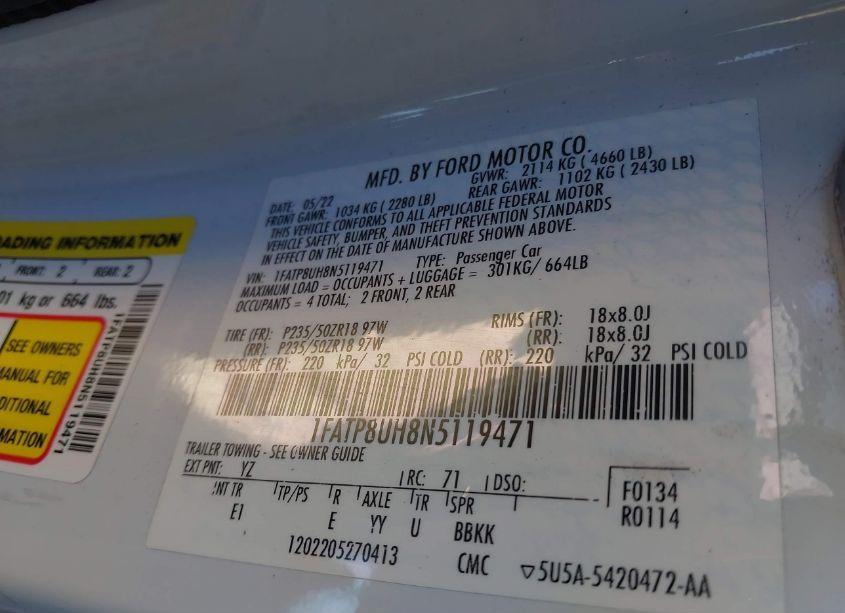 OADING INFORMATION
FRONT: 2 REAR: 2
01 kg or 664 lbs.
SEE OWNERS
MANUAL FOR
DITIONAL
MATION
1FATP8UH8N5119471
MFD. BY FORD MOTOR CO.
DATE: 05/22 GVWR: 2114 KG ( 4660 LB)
FRONT GAWR: 1034 KG ( 2280 LB) REAR GAWR: 1102 KG ( 2430 LB)
THIS VEHICLE CONFORMS TO ALL APPLICABLE FEDERAL MOTOR
VEHICLE SAFETY, BUMPER, AND THEFT PREVENTION STANDARDS
IN EFFECT ON THE DATE OF MANUFACTURE SHOWN ABOVE.
VIN: 1FATP8UH8N5119471 TYPE: Passenger Car
MAXIMUM LOAD = OCCUPANTS + LUGGAGE = 301KG/ 664LB
OCCUPANTS = 4 TOTAL; 2 FRONT, 2 REAR
TIRE (FR): P235/50ZR18 97W RIMS (FR): 18x8.0J
(RR): P235/50ZR18 97W (RR): 18x8.0J
PRESSURE (FR): 220 kPa/ 32 PSI COLD (RR): 220 kPa/ 32 PSI COLD
1FATP8UH8N5119471
TRAILER TOWING - SEE OWNER GUIDE
EXT PNT: YZ RC: 71 DSO: F0134
INT TR TP/PS R AXLE TR SPR R0114
EI E YY U BBKK
1202205270413 CMC ▽5U5A-5420472-AA